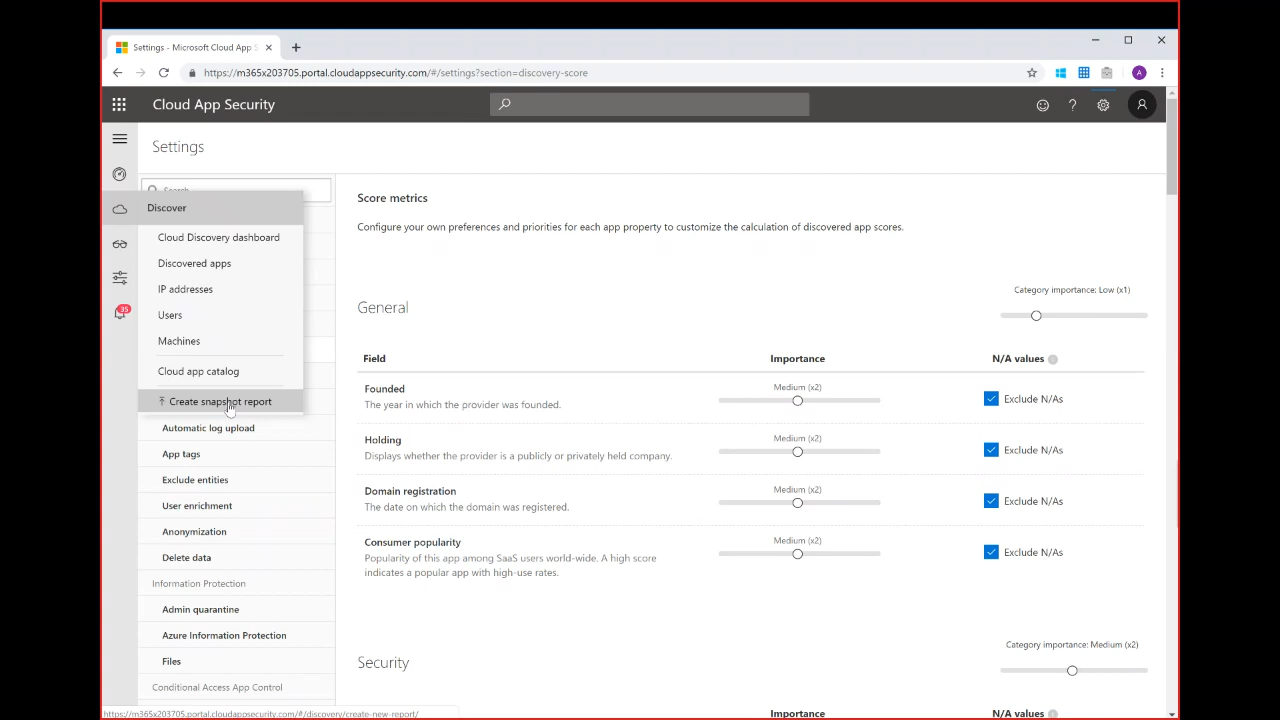 Settings - Microsoft Cloud App S
https://m365x203705.portal.cloudappsecurity.com/#/settings?section=discovery-score
A
Cloud App Security
Settings
Search
Discover
Cloud Discovery dashboard
Discovered apps
IP addresses
Users
Machines
Cloud app catalog
Create snapshot report
35
Automatic log upload
App tags
Exclude entities
User enrichment
Anonymization
Delete data
Information Protection
Admin quarantine
Azure Information Protection
Files
Conditional Access App Control
Score metrics
Configure your own preferences and priorities for each app property to customize the calculation of discovered app scores.
Category importance: Low (x1)
General
Field Importance N/A values
Founded
The year in which the provider was founded.
Medium (x2)
Exclude N/As
Holding
Displays whether the provider is a publicly or privately held company.
Medium (x2)
Exclude N/As
Domain registration
The date on which the domain was registered.
Medium (x2)
Exclude N/As
Consumer popularity
Popularity of this app among SaaS users world-wide. A high score
indicates a popular app with high-use rates.
Medium (x2)
Exclude N/As
Category importance: Medium (x2)
Security
Importance N/A values
https://m365x203705.portal.cloudappsecurity.com/#/discovery/create-new-report/